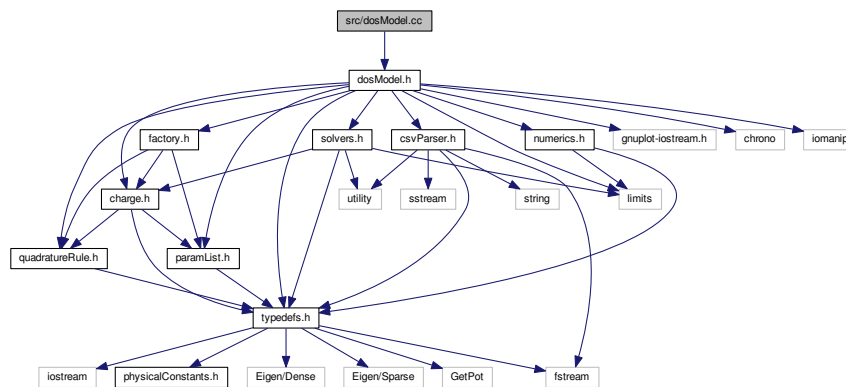 src/dosModel.cc
dosModel.h
factory.h
solvers.h
csvParser.h
numerics.h
gnuplot-iostream.h
chrono
iomanip
charge.h
utility
sstream
string
limits
quadratureRule.h
paramList.h
typedefs.h
iostream
physicalConstants.h
Eigen/Dense
Eigen/Sparse
GetPot
fstream